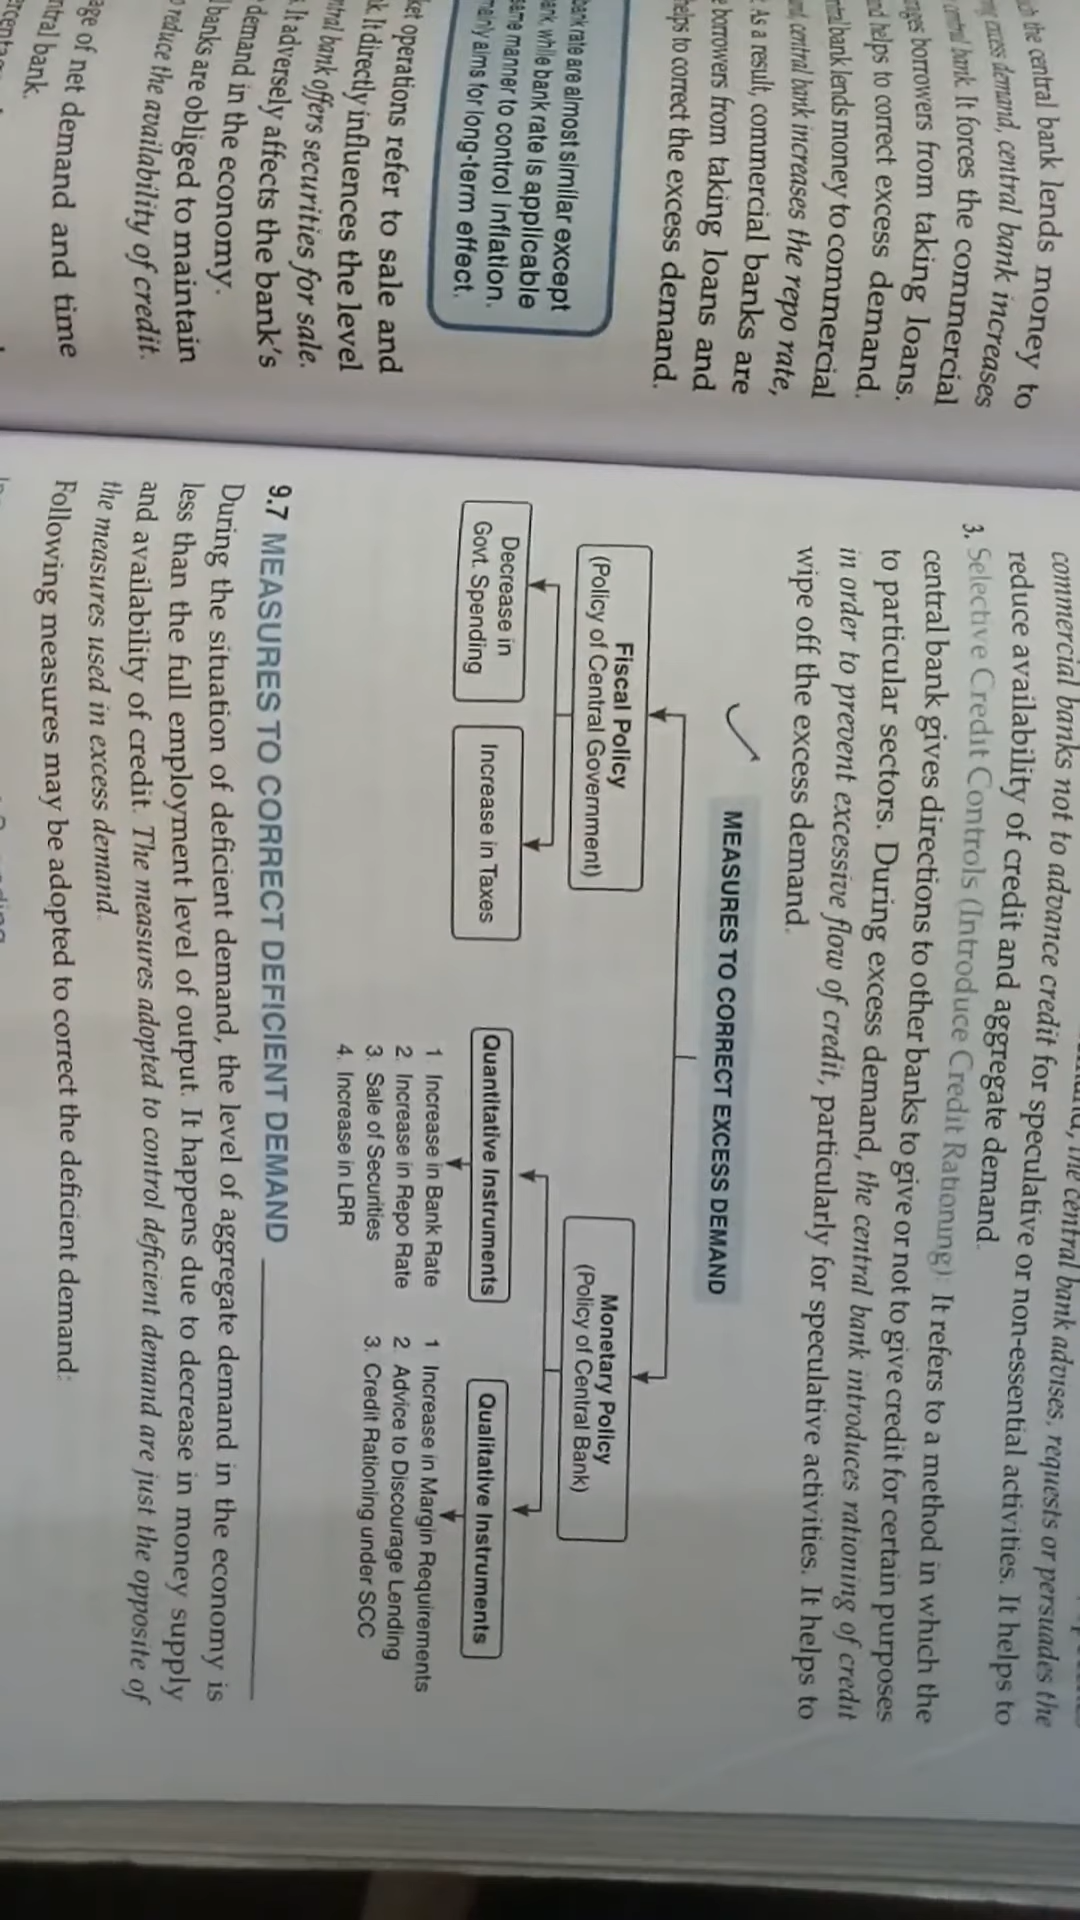 ch the central bank lends money to
excess demand, central bank increases
central bank. It forces the commercial
borrowers from taking loans.
helps to correct excess demand.
bank lends money to commercial
central bank increases the repo rate,
As a result, commercial banks are
borrowers from taking loans and
helps to correct the excess demand.
bank rate are almost similar except
while bank rate is applicable
same manner to control inflation.
mainly aims for long-term effect.
ket operations refer to sale and
It directly influences the level
bank offers securities for sale.
It adversely affects the bank's
demand in the economy.
banks are obliged to maintain
reduce the availability of credit.
age of net demand and time
ntral bank.
the central bank advises, requests or persuades the
commercial banks not to advance credit for speculative or non-essential activities. It helps to
reduce availability of credit and aggregate demand.
3. Selective Credit Controls (Introduce Credit Rationing): It refers to a method in which the
central bank gives directions to other banks to give or not to give credit for certain purposes
to particular sectors. During excess demand, the central bank introduces rationing of credit
in order to prevent excessive flow of credit, particularly for speculative activities. It helps to
wipe off the excess demand.
MEASURES TO CORRECT EXCESS DEMAND
Fiscal Policy
(Policy of Central Government)
Monetary Policy
(Policy of Central Bank)
Decrease in
Govt. Spending
Increase in Taxes
Quantitative Instruments
1. Increase in Bank Rate
2. Increase in Repo Rate
3. Sale of Securities
4. Increase in LRR
Qualitative Instruments
1. Increase in Margin Requirements
2. Advice to Discourage Lending
3. Credit Rationing under SCC
9.7 MEASURES TO CORRECT DEFICIENT DEMAND
During the situation of deficient demand, the level of aggregate demand in the economy is
less than the full employment level of output. It happens due to decrease in money supply
and availability of credit. The measures adopted to control deficient demand are just the opposite of
the measures used in excess demand.
Following measures may be adopted to correct the deficient demand: